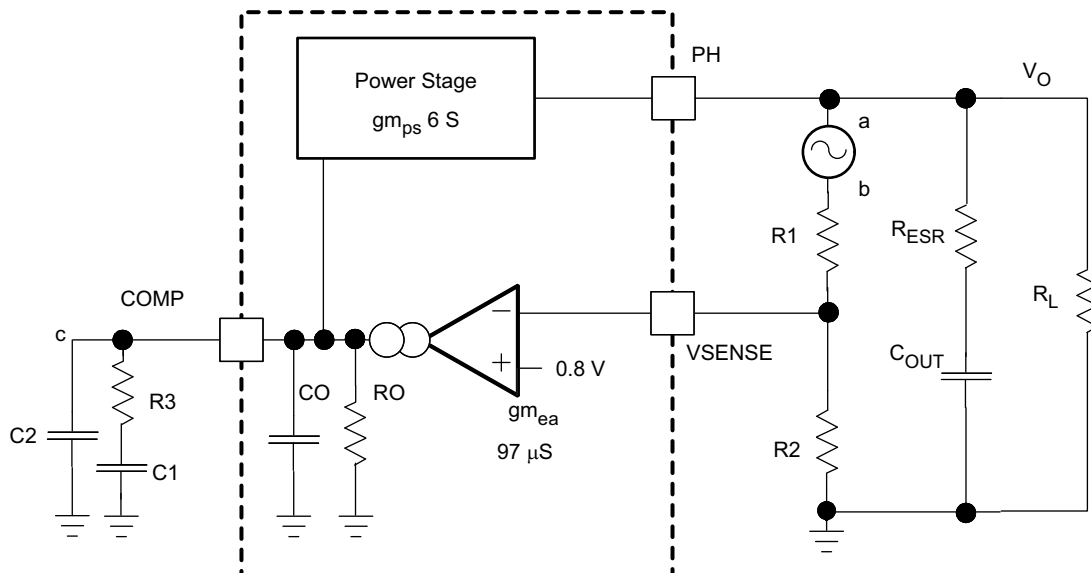 PH
Power Stage
gm_ps 6 S
V_O
a
b
R1
R_ESR
R_L
COMP
VSENSE
c
0.8 V
C_OUT
CO
RO
R3
gm_ea
97 μS
R2
C2
C1